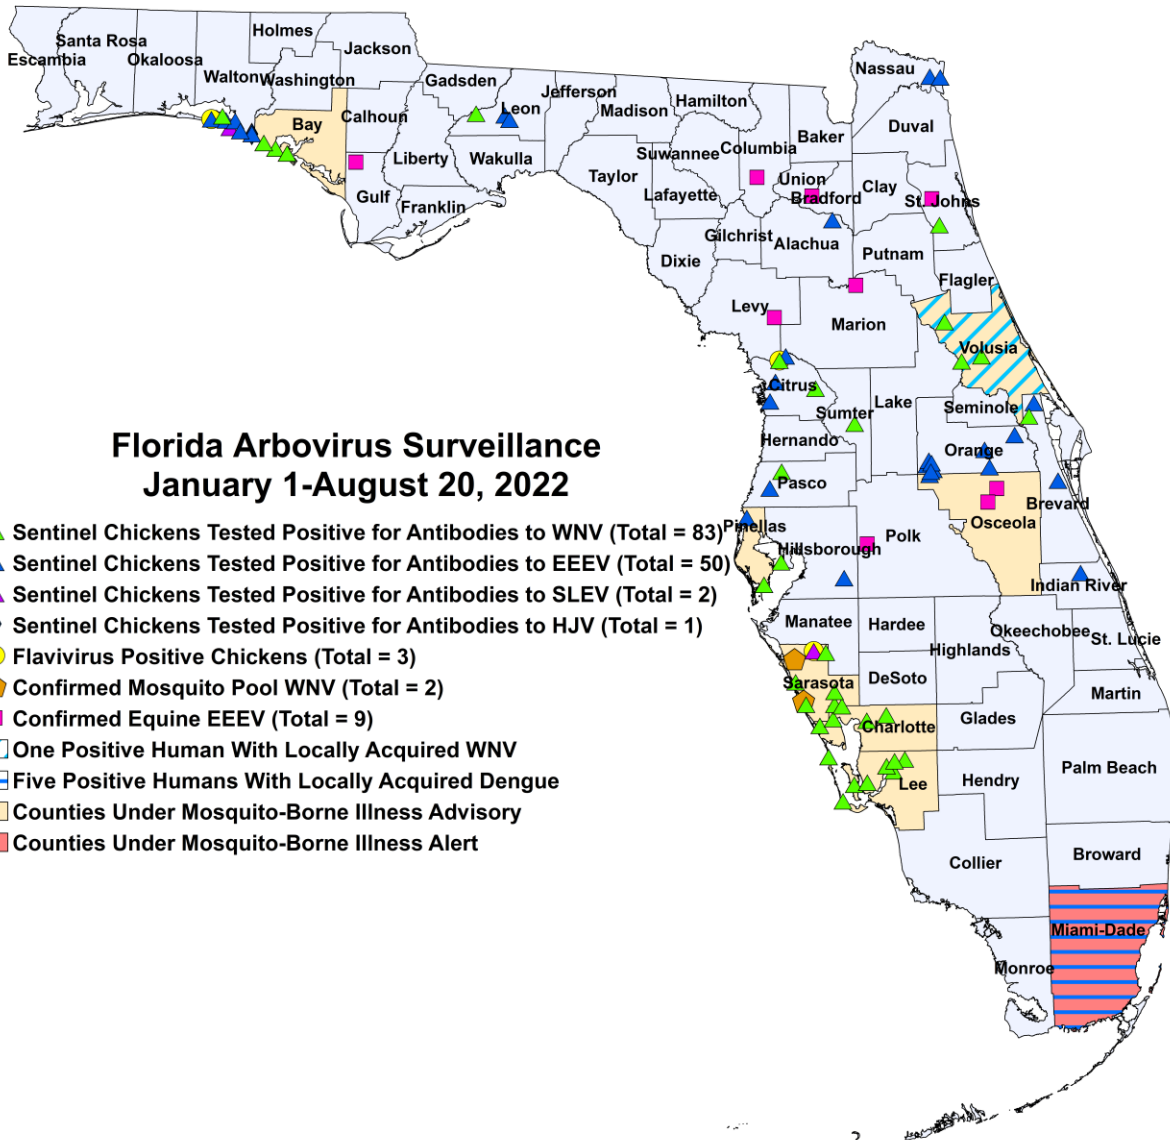 Holmes
Santa Rosa
Jackson
Escambia
Okaloosa
Walton
Washington
Gadsden
Nassau
Jefferson
Leon
Hamilton
Madison
Bay
Calhoun
Duval
Baker
Columbia
Suwannee
Liberty
Wakulla
Taylor
Union
Clay
Lafayette
Bradford
Gulf
St. Johns
Franklin
Gilchrist
Alachua
Putnam
Dixie
Flagler
Levy
Marion
Volusia
Citrus
Lake
Seminole
Sumter
Hernando
Orange
Florida Arbovirus Surveillance
January 1-August 20, 2022
Pasco
Brevard
Osceola
Pinellas
Polk
Hillsborough
Sentinel Chickens Tested Positive for Antibodies to WNV (Total = 83)
Sentinel Chickens Tested Positive for Antibodies to EEEV (Total = 50)
Sentinel Chickens Tested Positive for Antibodies to SLEV (Total = 2)
Sentinel Chickens Tested Positive for Antibodies to HJV (Total = 1)
Flavivirus Positive Chickens (Total = 3)
Confirmed Mosquito Pool WNV (Total = 2)
Confirmed Equine EEEV (Total = 9)
One Positive Human With Locally Acquired WNV
Five Positive Humans With Locally Acquired Dengue
Counties Under Mosquito-Borne Illness Advisory
Counties Under Mosquito-Borne Illness Alert
Indian River
Manatee
Hardee
Okeechobee
St. Lucie
Highlands
DeSoto
Sarasota
Martin
Glades
Charlotte
Palm Beach
Hendry
Lee
Broward
Collier
Miami-Dade
Monroe